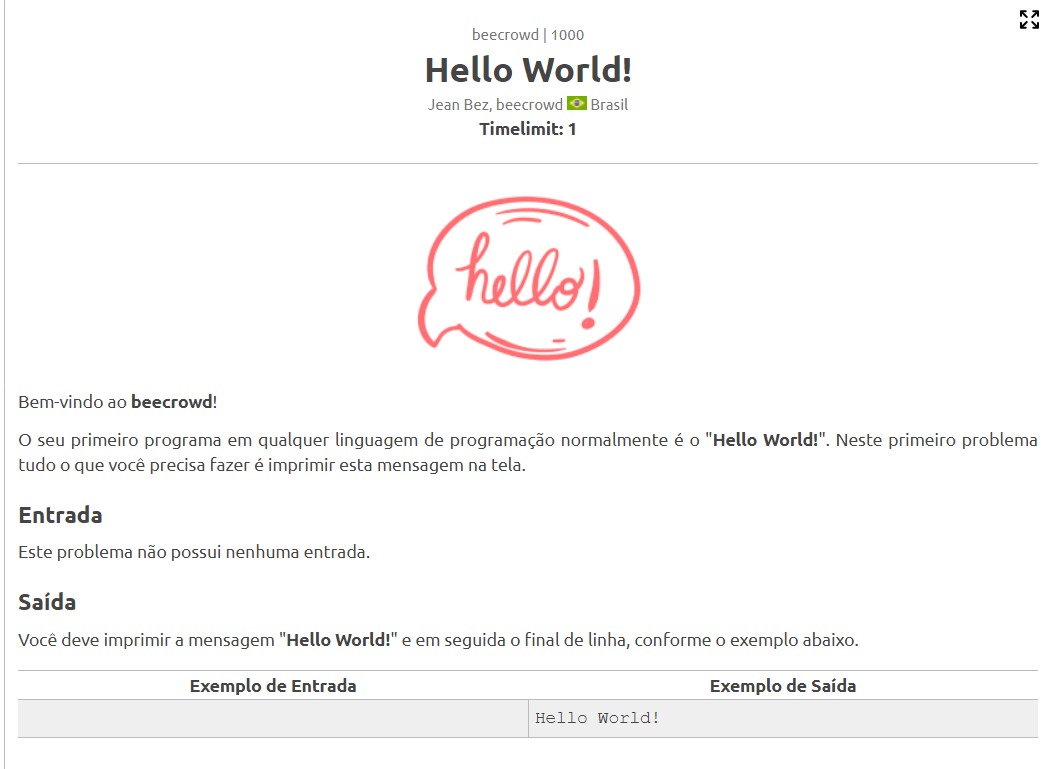 beecrowd | 1000
Hello World!
Jean Bez, beecrowd Brasil
Timelimit: 1
hello!
Bem-vindo ao beecrowd!
O seu primeiro programa em qualquer linguagem de programação normalmente é o "Hello World!". Neste primeiro problema
tudo o que você precisa fazer é imprimir esta mensagem na tela.
Entrada
Este problema não possui nenhuma entrada.
Saída
Você deve imprimir a mensagem "Hello World!" e em seguida o final de linha, conforme o exemplo abaixo.
Exemplo de Entrada Exemplo de Saída
Hello World!